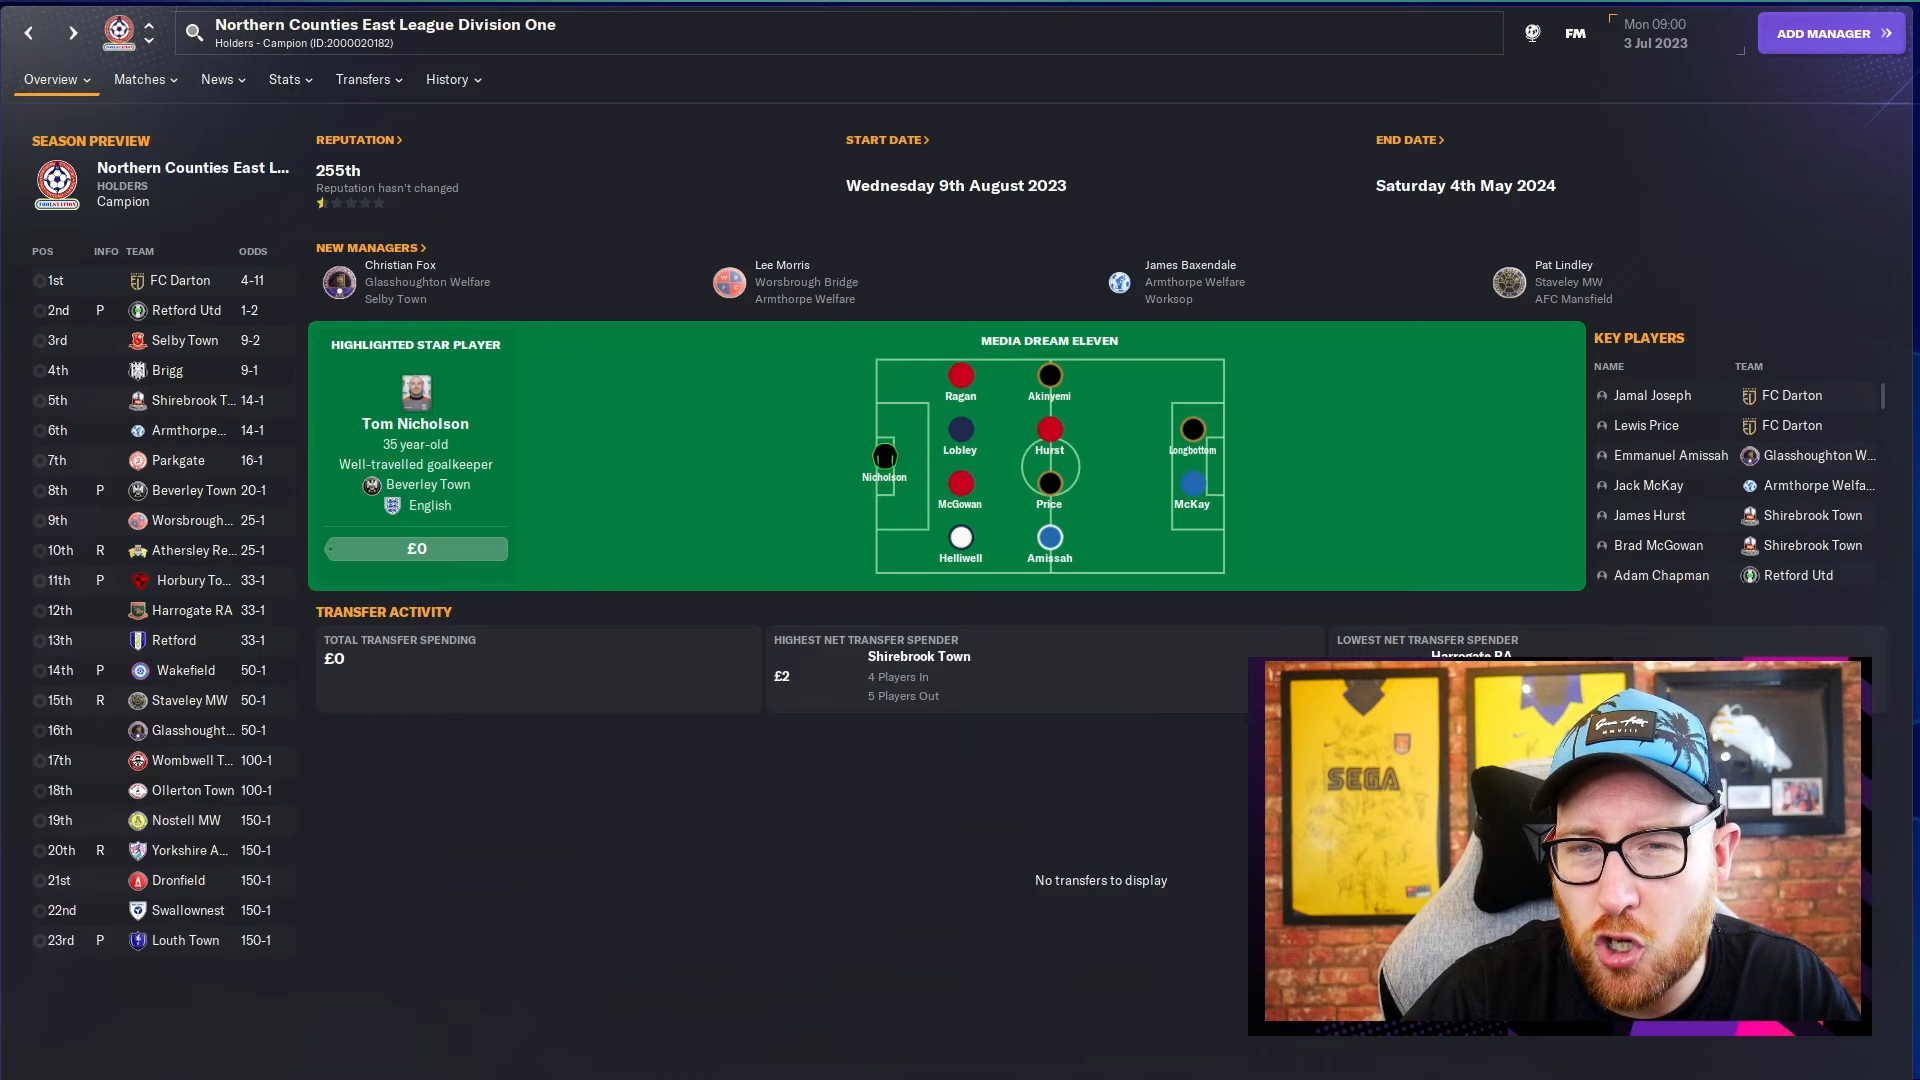 Northern Counties East League Division One
Holders - Campion (ID:2000020182)
FM
Mon 09:00
3 Jul 2023
ADD MANAGER
Overview
Matches
News
Stats
Transfers
History
SEASON PREVIEW
Northern Counties East L...
HOLDERS
Campion
REPUTATION
255th
Reputation hasn't changed
START DATE
Wednesday 9th August 2023
END DATE
Saturday 4th May 2024
NEW MANAGERS
Christian Fox
Glasshoughton Welfare
Selby Town
Lee Morris
Worsbrough Bridge
Armthorpe Welfare
James Baxendale
Armthorpe Welfare
Worksop
Pat Lindley
Staveley MW
AFC Mansfield
POS INFO TEAM ODDS
1st FC Darton 4-11
2nd P Retford Utd 1-2
3rd Selby Town 9-2
4th Brigg 9-1
5th Shirebrook T... 14-1
6th Armthorpe... 14-1
7th Parkgate 16-1
8th P Beverley Town 20-1
9th Worsbrough... 25-1
10th R Athersley Re... 25-1
11th P Horbury To... 33-1
12th Harrogate RA 33-1
13th Retford 33-1
14th P Wakefield 50-1
15th R Staveley MW 50-1
16th Glasshought... 50-1
17th Wombwell T... 100-1
18th Ollerton Town 100-1
19th Nostell MW 150-1
20th R Yorkshire A... 150-1
21st Dronfield 150-1
22nd Swallownest 150-1
23rd P Louth Town 150-1
HIGHLIGHTED STAR PLAYER
Tom Nicholson
35 year-old
Well-travelled goalkeeper
Beverley Town
English
£0
MEDIA DREAM ELEVEN
Ragan
Akinyemi
Lobley
Hurst
Longbottom
Nicholson
McGowan
Price
McKay
Helliwell
Amissah
KEY PLAYERS
NAME TEAM
Jamal Joseph FC Darton
Lewis Price FC Darton
Emmanuel Amissah Glasshoughton W...
Jack McKay Armthorpe Welfa...
James Hurst Shirebrook Town
Brad McGowan Shirebrook Town
Adam Chapman Retford Utd
TRANSFER ACTIVITY
TOTAL TRANSFER SPENDING
£0
HIGHEST NET TRANSFER SPENDER
Shirebrook Town
£2
4 Players In
5 Players Out
LOWEST NET TRANSFER SPENDER
Harrogate RA
No transfers to display
SEGA